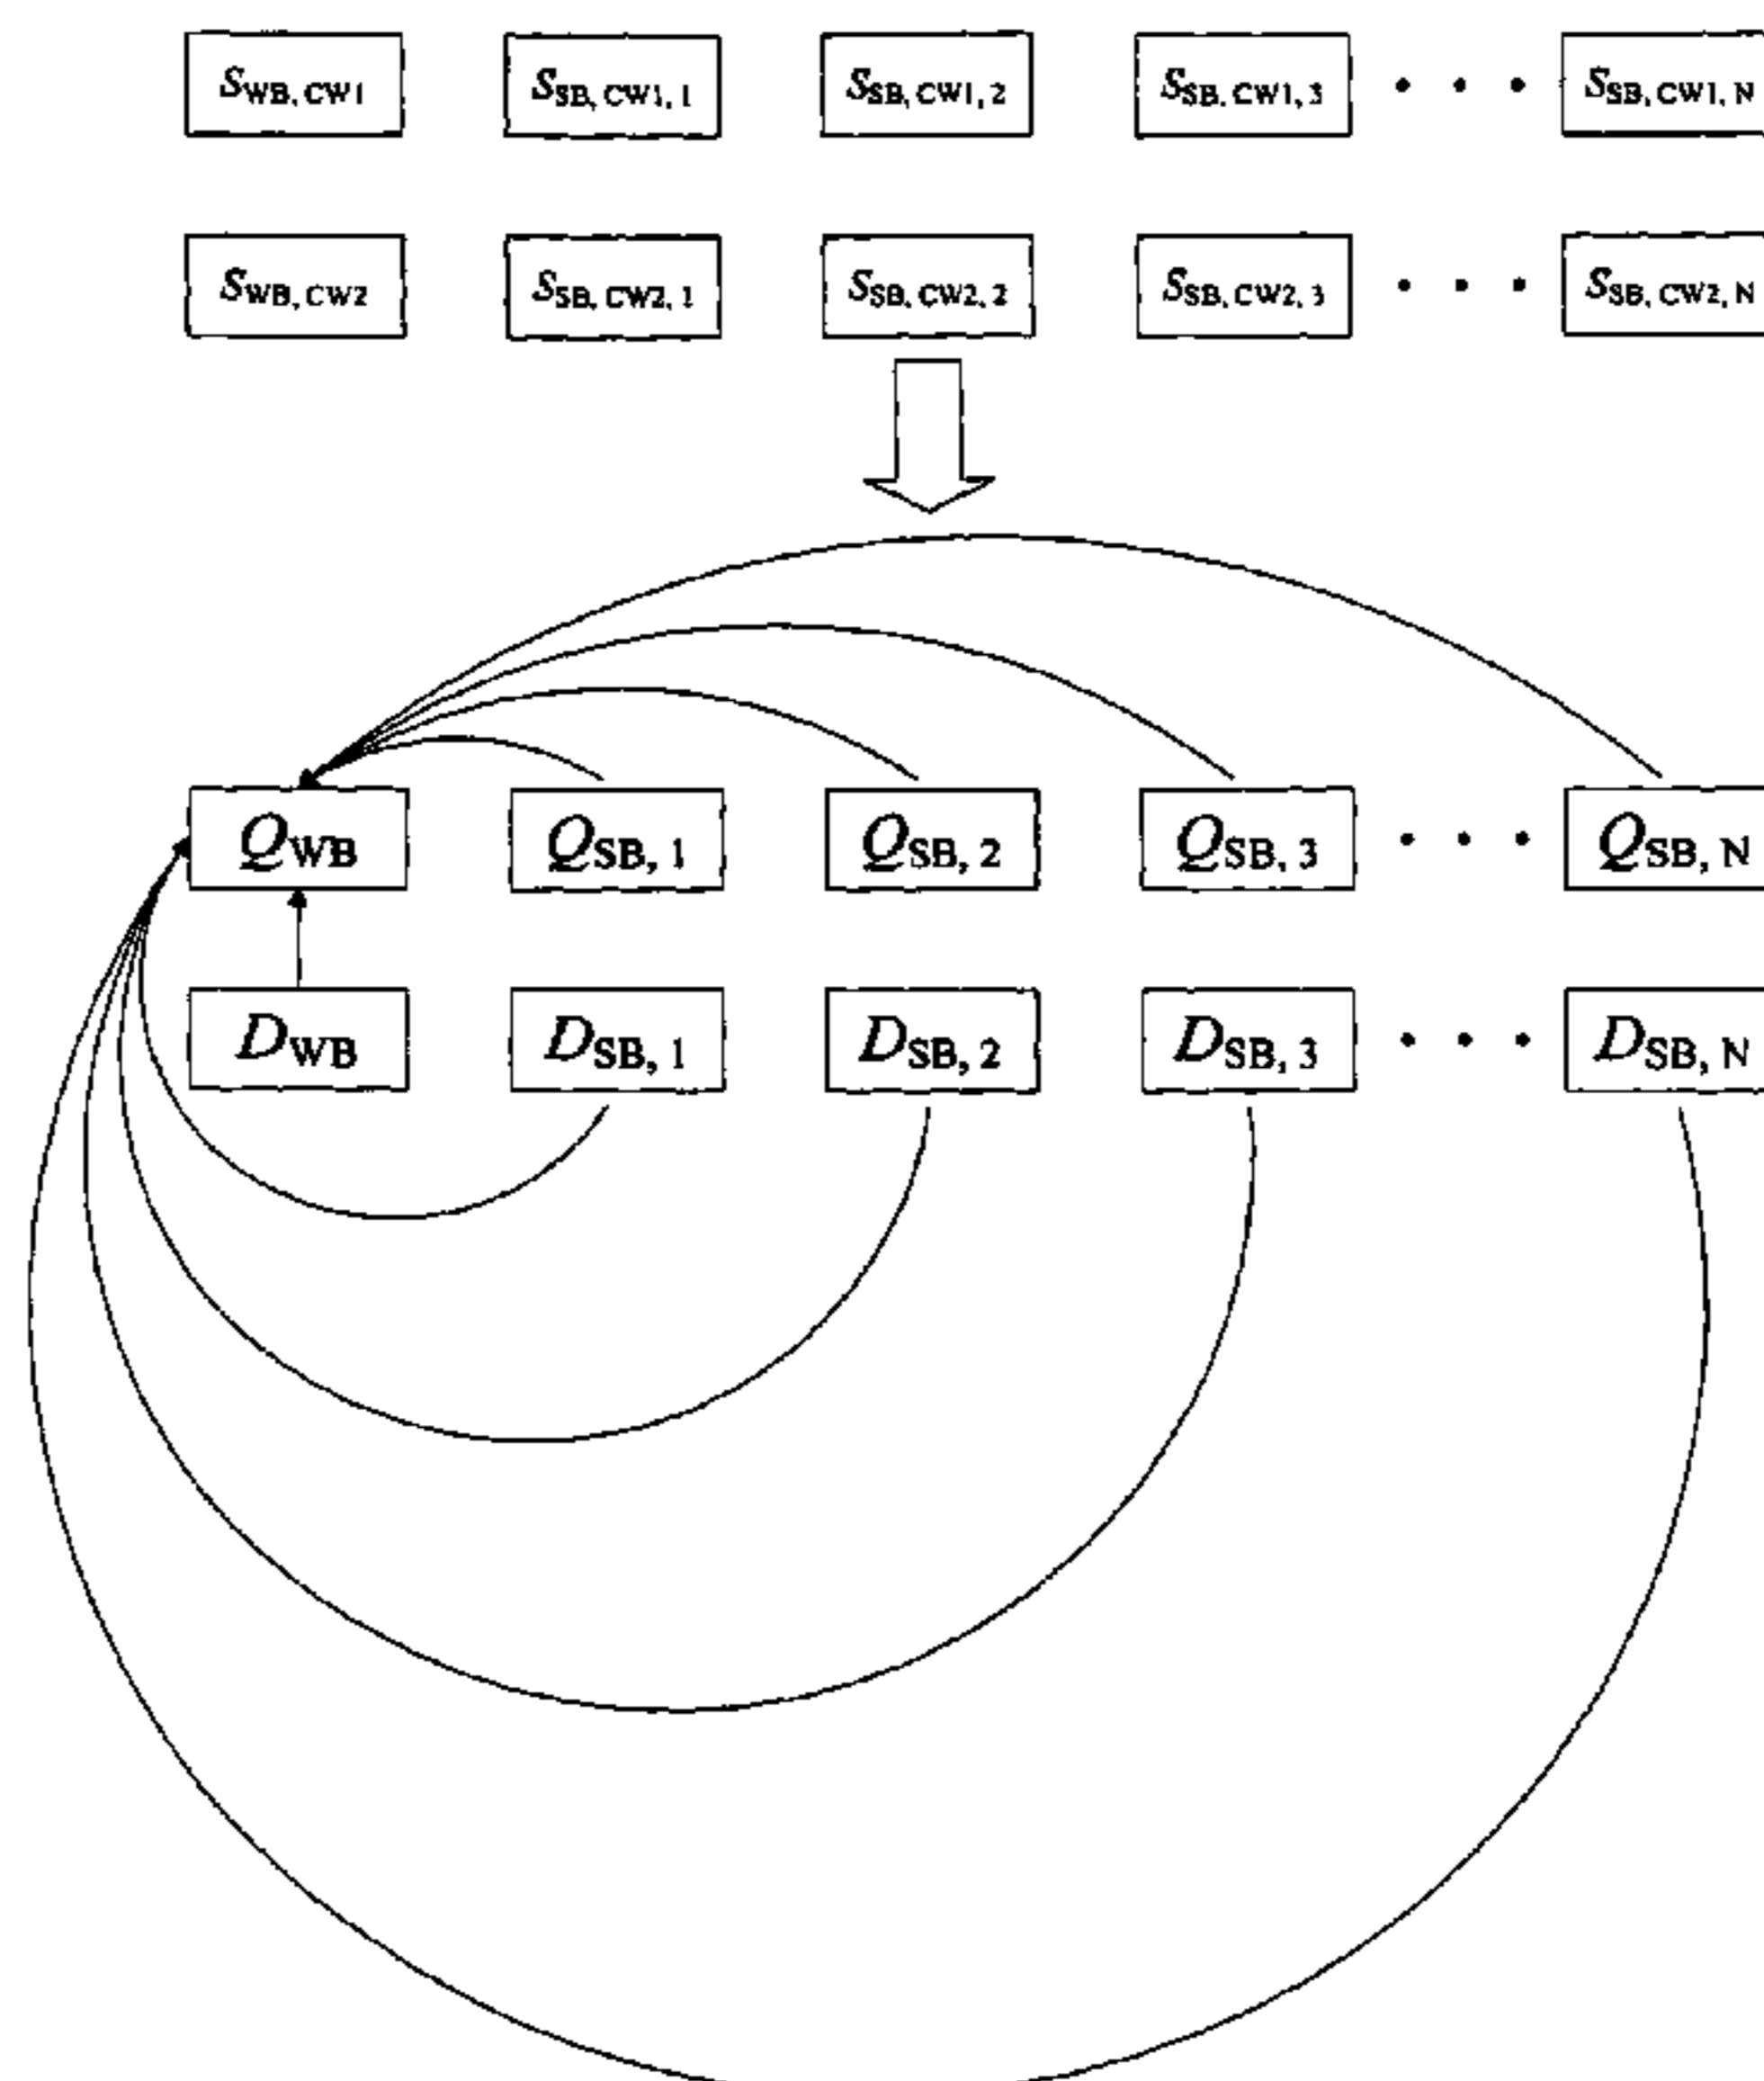 S_WB, CW1 S_SB, CW1, 1 S_SB, CW1, 2 S_SB, CW1, 3 • • • S_SB, CW1, N
S_WB, CW2 S_SB, CW2, 1 S_SB, CW2, 2 S_SB, CW2, 3 • • • S_SB, CW2, N
Q_WB Q_SB, 1 Q_SB, 2 Q_SB, 3 • • • Q_SB, N
D_WB D_SB, 1 D_SB, 2 D_SB, 3 • • • D_SB, N